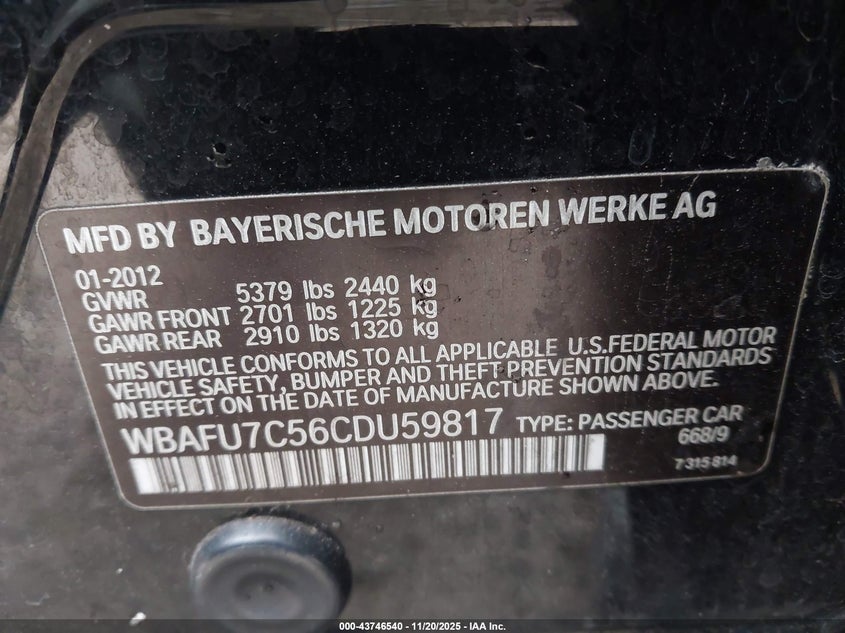 MFD BY BAYERISCHE MOTOREN WERKE AG
01-2012
GVWR 5379 lbs 2440 kg
GAWR FRONT 2701 lbs 1225 kg
GAWR REAR 2910 lbs 1320 kg
THIS VEHICLE CONFORMS TO ALL APPLICABLE U.S.FEDERAL MOTOR
VEHICLE SAFETY, BUMPER AND THEFT PREVENTION STANDARDS
IN EFFECT ON THE DATE OF MANUFACTURE SHOWN ABOVE.
WBAFU7C56CDU59817 TYPE: PASSENGER CAR
668/9
7 315 814
000-43746540 - 11/20/2025 - IAA Inc.